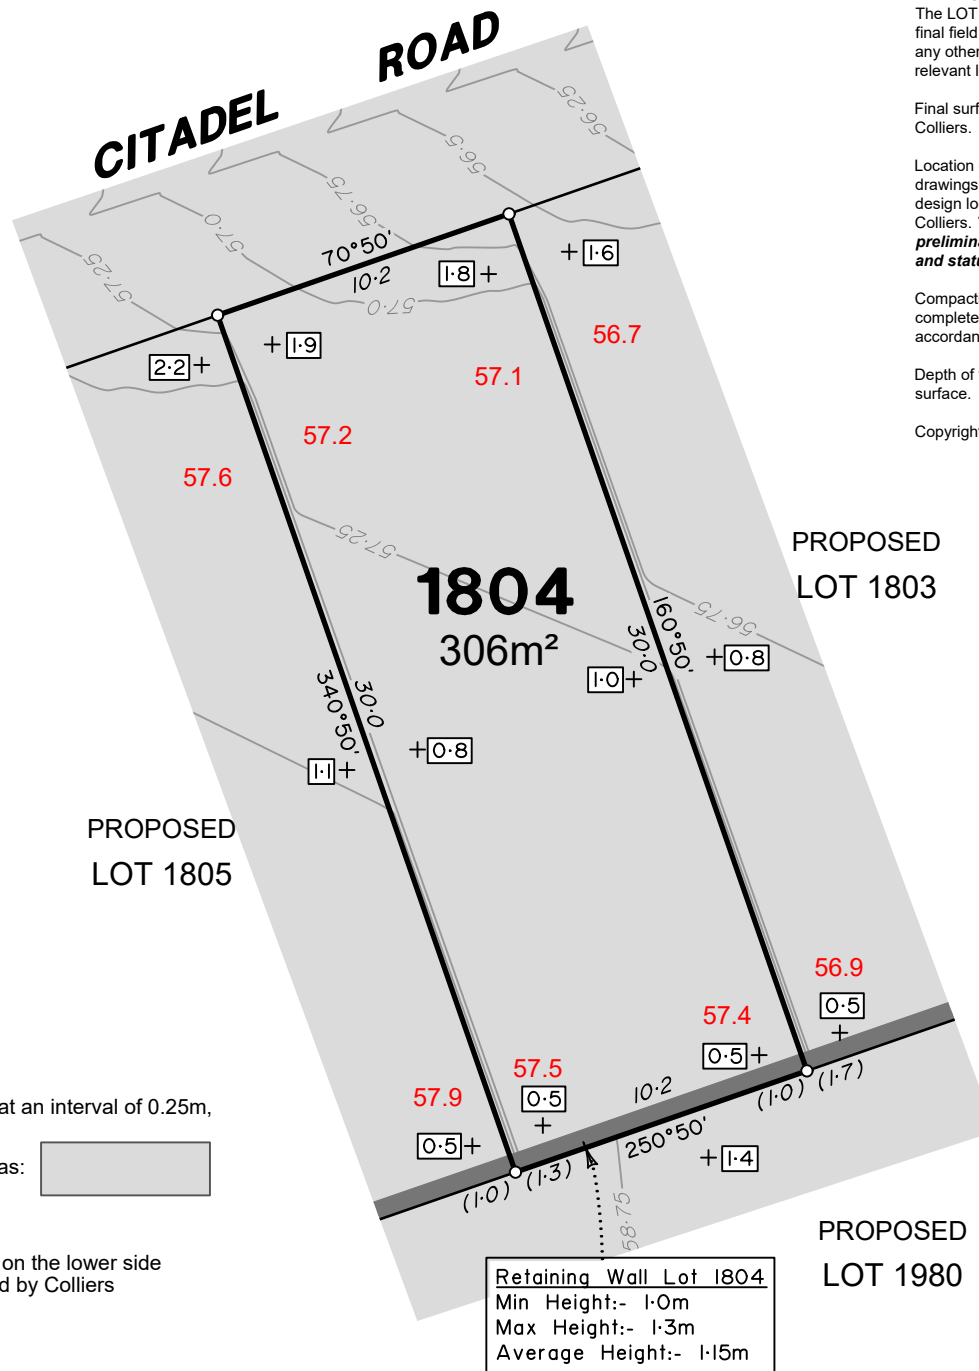 CITADEL ROAD
The LOT
final field
any other
relevant l
Final surf
Colliers.
Location
drawings
design lo
Colliers.
prelimina
and statu
Compact
complete
accordan
Depth of
surface.
Copyright
57·25
57·0
56·75
56·5
56·25
70°50'
10·2
57·0
1·8
1·6
2·2
1·9
56.7
57.1
57.2
57.6
57·25
PROPOSED
LOT 1803
1804
306m²
56·75
160°50'
30·0
0·8
1·0
340°50'
30·0
0·8
1·1
PROPOSED
LOT 1805
56.9
0·5
57.4
0·5
57.5
0·5
57.9
0·5
10·2
250°50'
(1·0) (1·7)
(1·0) (1·3)
1·4
58·75
at an interval of 0.25m,
as:
on the lower side
d by Colliers
PROPOSED
LOT 1980
Retaining Wall Lot 1804
Min Height:- 1·0m
Max Height:- 1·3m
Average Height:- 1·15m